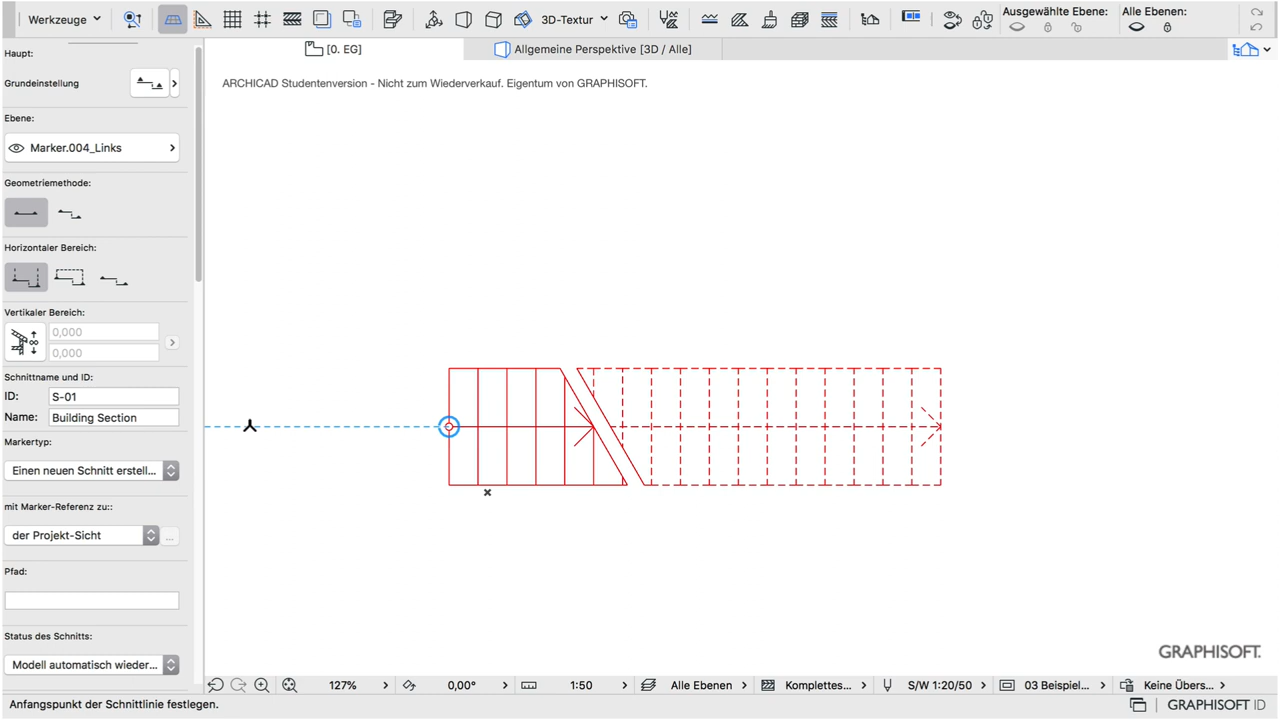 Werkzeuge
3D-Textur
Ausgewählte Ebene:
Alle Ebenen:
Haupt:
Grundeinstellung
Ebene:
Marker.004_Links
Geometriemethode:
Horizontaler Bereich:
Vertikaler Bereich:
0,000
0,000
Schnittname und ID:
ID: S-01
Name: Building Section
Markertyp:
Einen neuen Schnitt erstell...
mit Marker-Referenz zu::
der Projekt-Sicht
...
Pfad:
Status des Schnitts:
Modell automatisch wieder...
[0. EG]
Allgemeine Perspektive [3D / Alle]
ARCHICAD Studentenversion - Nicht zum Wiederverkauf. Eigentum von GRAPHISOFT.
GRAPHISOFT.
127%
0,00°
1:50
Alle Ebenen
Komplettes...
S/W 1:20/50
03 Beispiel...
Keine Übers...
Anfangspunkt der Schnittlinie festlegen.
GRAPHISOFT ID